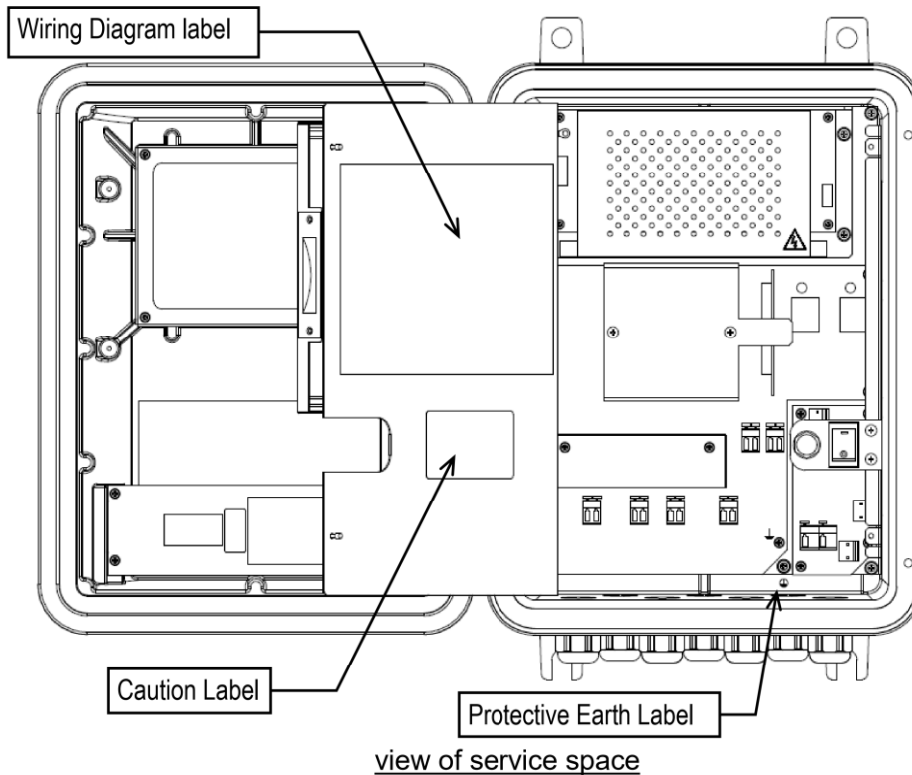 Wiring Diagram label
Caution Label
Protective Earth Label
view of service space